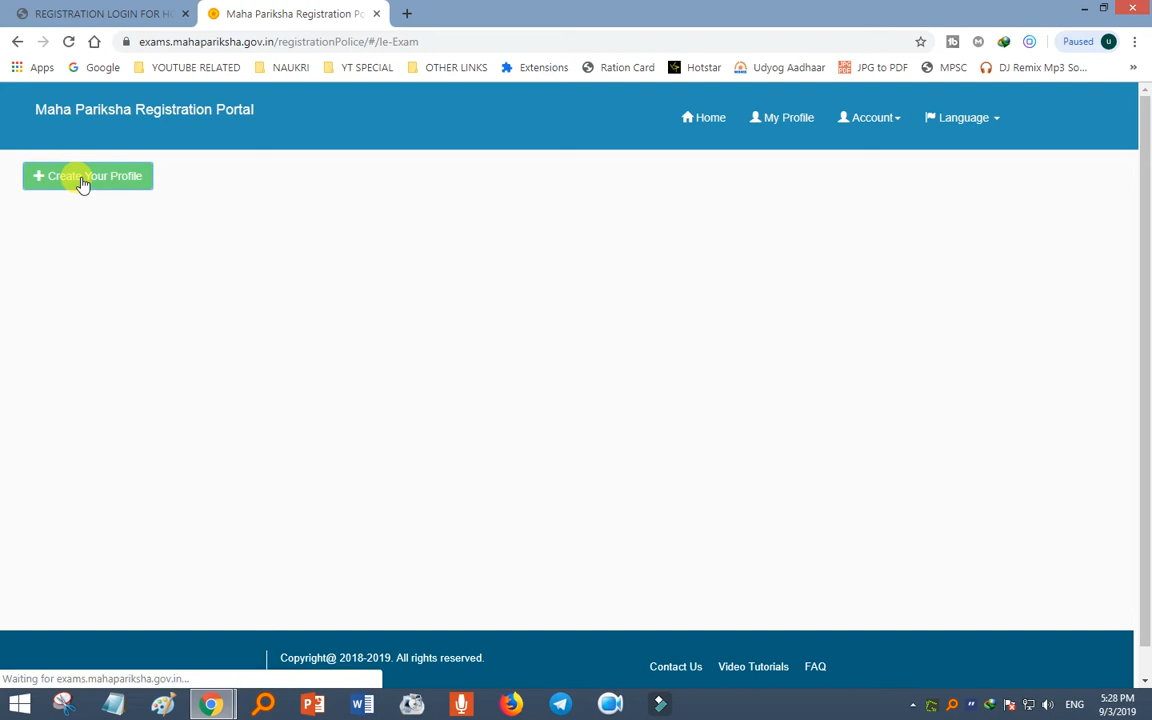 REGISTRATION LOGIN FOR HO
Maha Pariksha Registration Po
exams.mahapariksha.gov.in/registrationPolice/#/Ie-Exam
Paused
u
Apps
Google
YOUTUBE RELATED
NAUKRI
YT SPECIAL
OTHER LINKS
Extensions
Ration Card
Hotstar
Udyog Aadhaar
JPG to PDF
MPSC
DJ Remix Mp3 So...
»
Maha Pariksha Registration Portal
Home
My Profile
Account
Language
+ Create Your Profile
Copyright@ 2018-2019. All rights reserved.
Contact Us
Video Tutorials
FAQ
Waiting for exams.mahapariksha.gov.in...
ENG
5:28 PM
9/3/2019